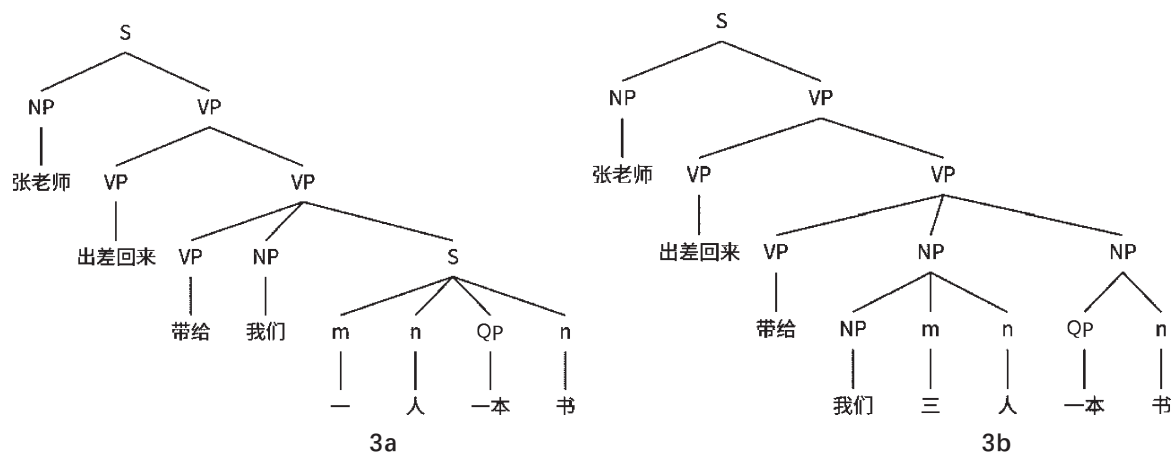 S
NP VP
张老师 VP VP
出差回来 VP NP S
带给 我们 m n QP n
一 人 一本 书
3a
S
NP VP
张老师 VP VP
出差回来 VP NP NP
带给 NP m n QP n
我们 三 人 一本 书
3b